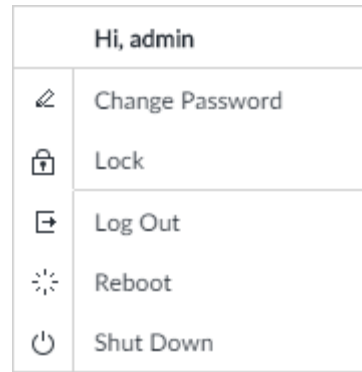 Hi, admin
Change Password
Lock
Log Out
Reboot
Shut Down